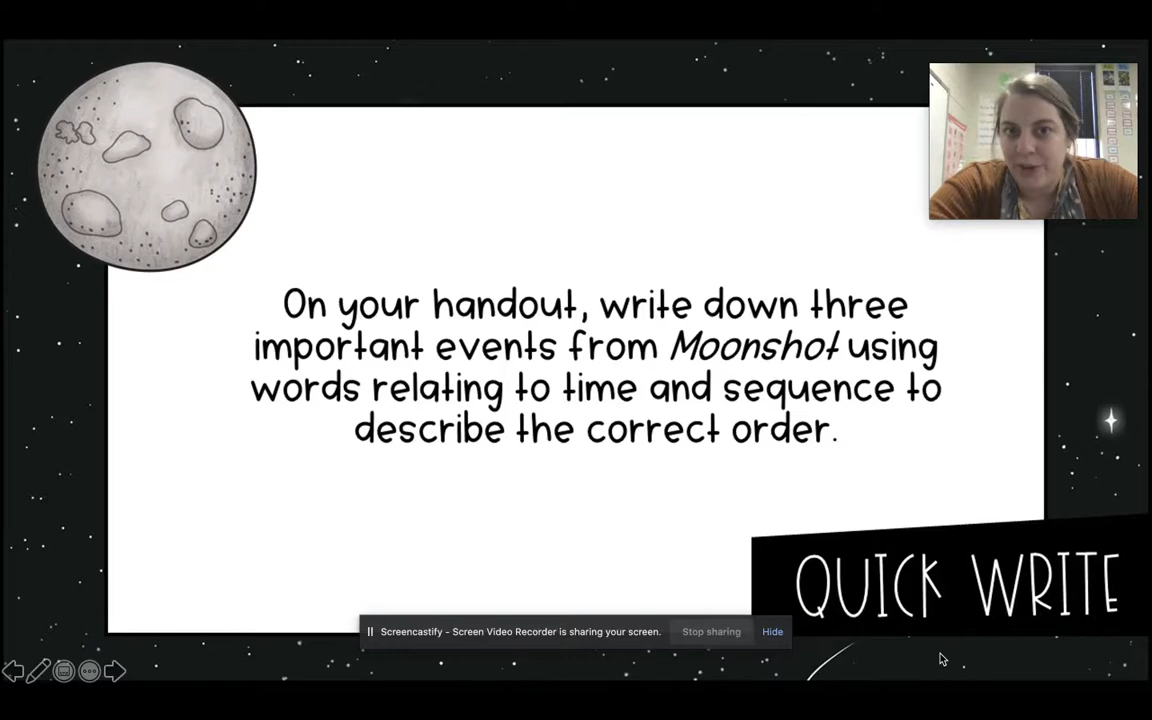 On your handout, write down three
important events from Moonshot using
words relating to time and sequence to
describe the correct order.
QUICK WRITE
Screencastify - Screen Video Recorder is sharing your screen.
Stop sharing
Hide